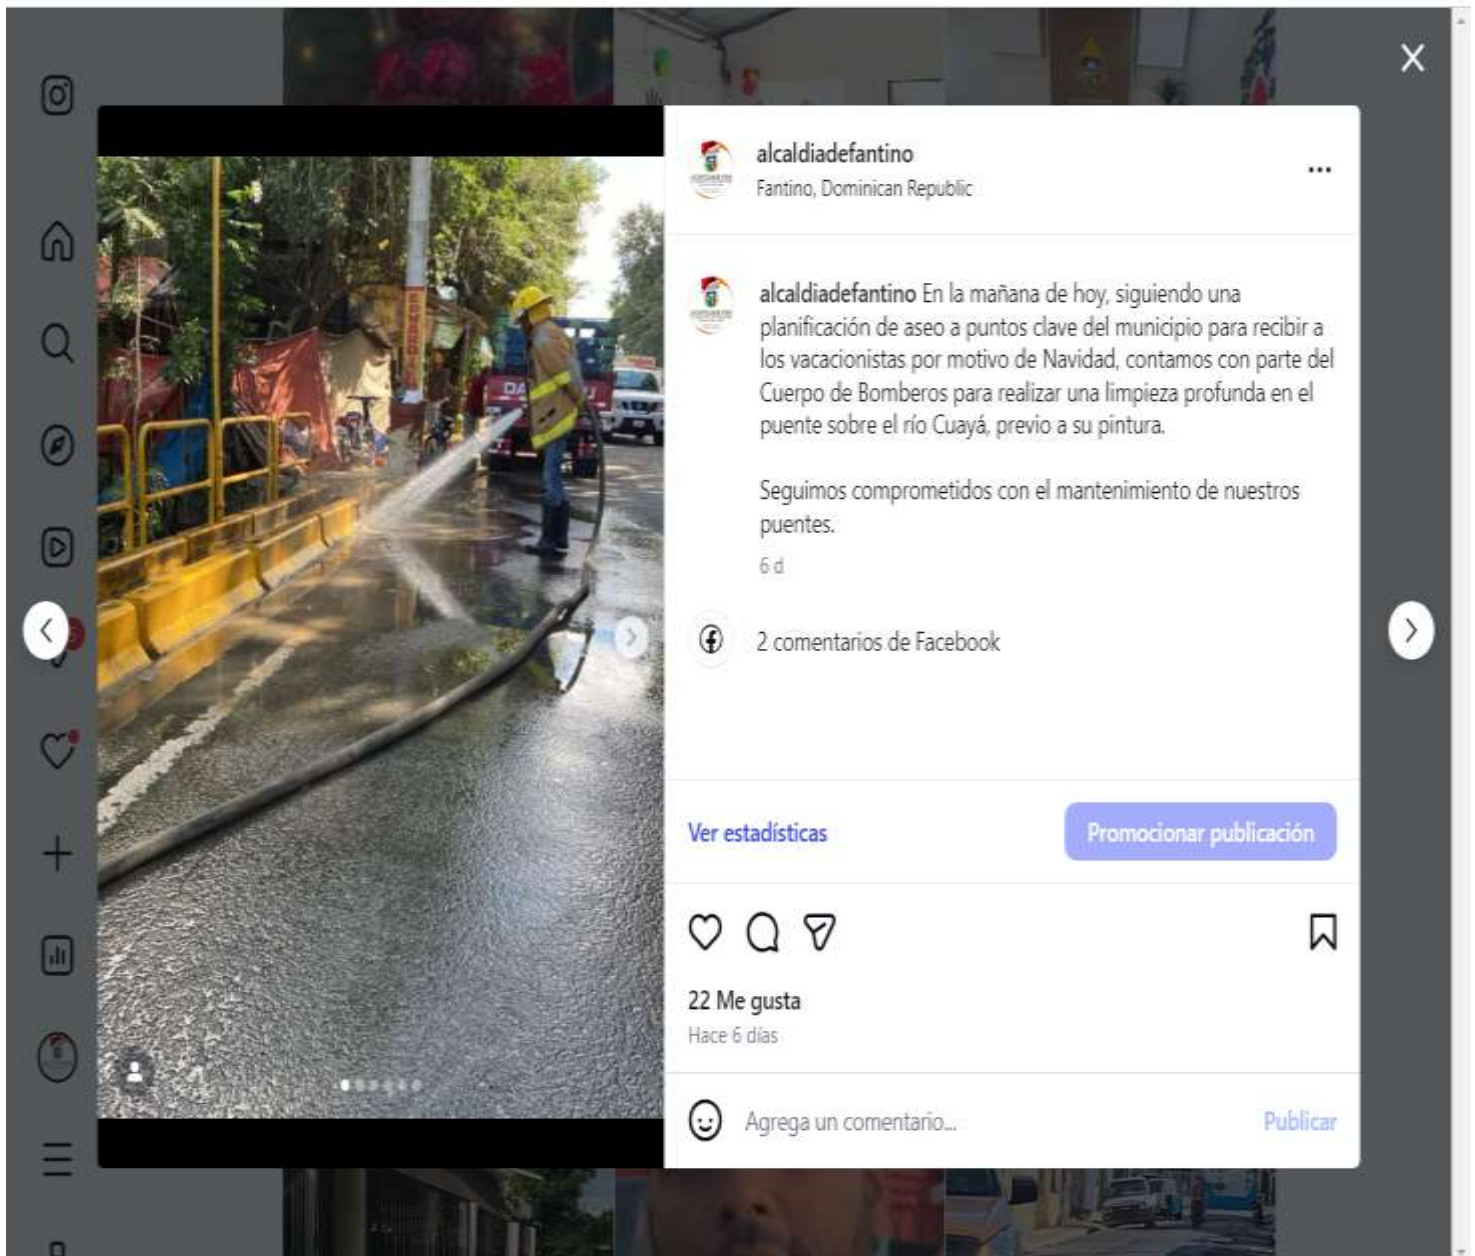 alcaldiadefantino
Fantino, Dominican Republic
alcaldiadefantino En la mañana de hoy, siguiendo una
planificación de aseo a puntos clave del municipio para recibir a
los vacacionistas por motivo de Navidad, contamos con parte del
Cuerpo de Bomberos para realizar una limpieza profunda en el
puente sobre el río Cuayá, previo a su pintura.
Seguimos comprometidos con el mantenimiento de nuestros
puentes.
6 d
2 comentarios de Facebook
Ver estadísticas
Promocionar publicación
22 Me gusta
Hace 6 días
Agrega un comentario...
Publicar